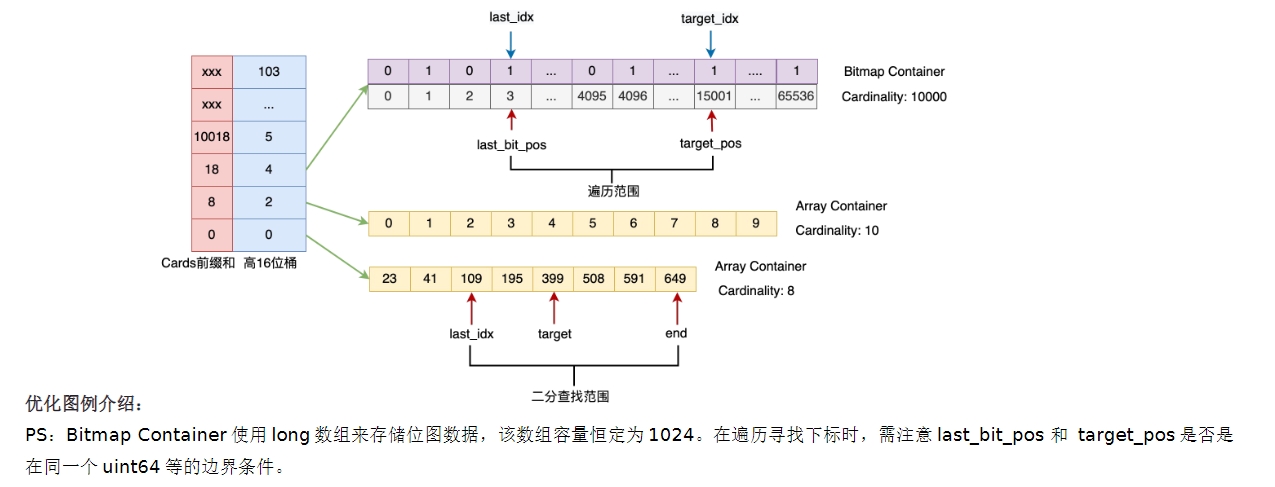 last_idx target_idx
xxx 103 0 1 0 1 ... 0 1 ... 1 .... 1 Bitmap Container
xxx ... 0 1 2 3 ... 4095 4096 ... 15001 ... 65536 Cardinality: 10000
10018 5
last_bit_pos target_pos
18 4
遍历范围
8 2
Array Container
0 1 2 3 4 5 6 7 8 9
Cardinality: 10
0 0
Cards前缀和 高16位桶
Array Container
23 41 109 195 399 508 591 649
Cardinality: 8
last_idx target end
二分查找范围
优化图例介绍：
PS：Bitmap Container 使用 long 数组来存储位图数据，该数组容量恒定为 1024。在遍历寻找下标时，需注意 last_bit_pos 和 target_pos 是否是
在同一个 uint64 等的边界条件。